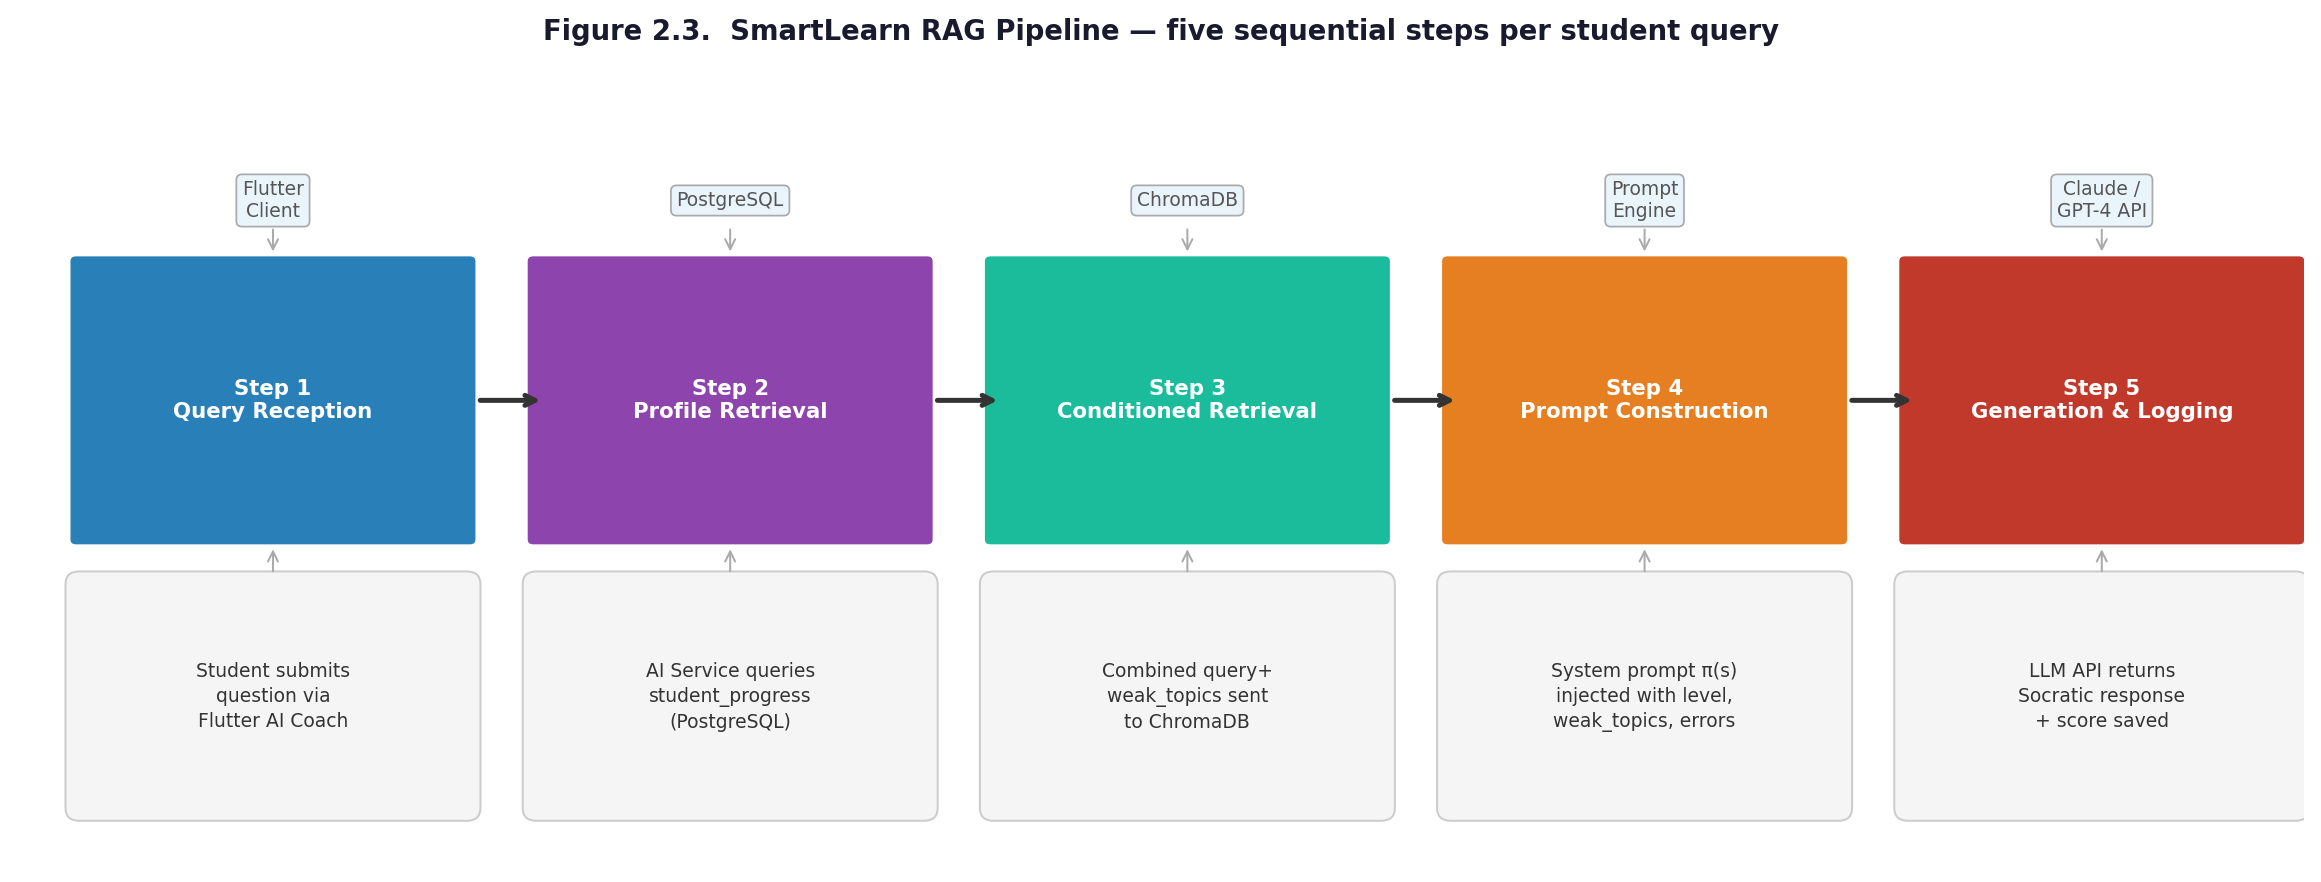 Figure 2.3.  SmartLearn RAG Pipeline — five sequential steps per student query
Flutter
Client
PostgreSQL
ChromaDB
Prompt
Engine
Claude /
GPT-4 API
Step 1
Query Reception
Step 2
Profile Retrieval
Step 3
Conditioned Retrieval
Step 4
Prompt Construction
Step 5
Generation & Logging
Student submits
question via
Flutter AI Coach
AI Service queries
student_progress
(PostgreSQL)
Combined query+
weak_topics sent
to ChromaDB
System prompt π(s)
injected with level,
weak_topics, errors
LLM API returns
Socratic response
+ score saved